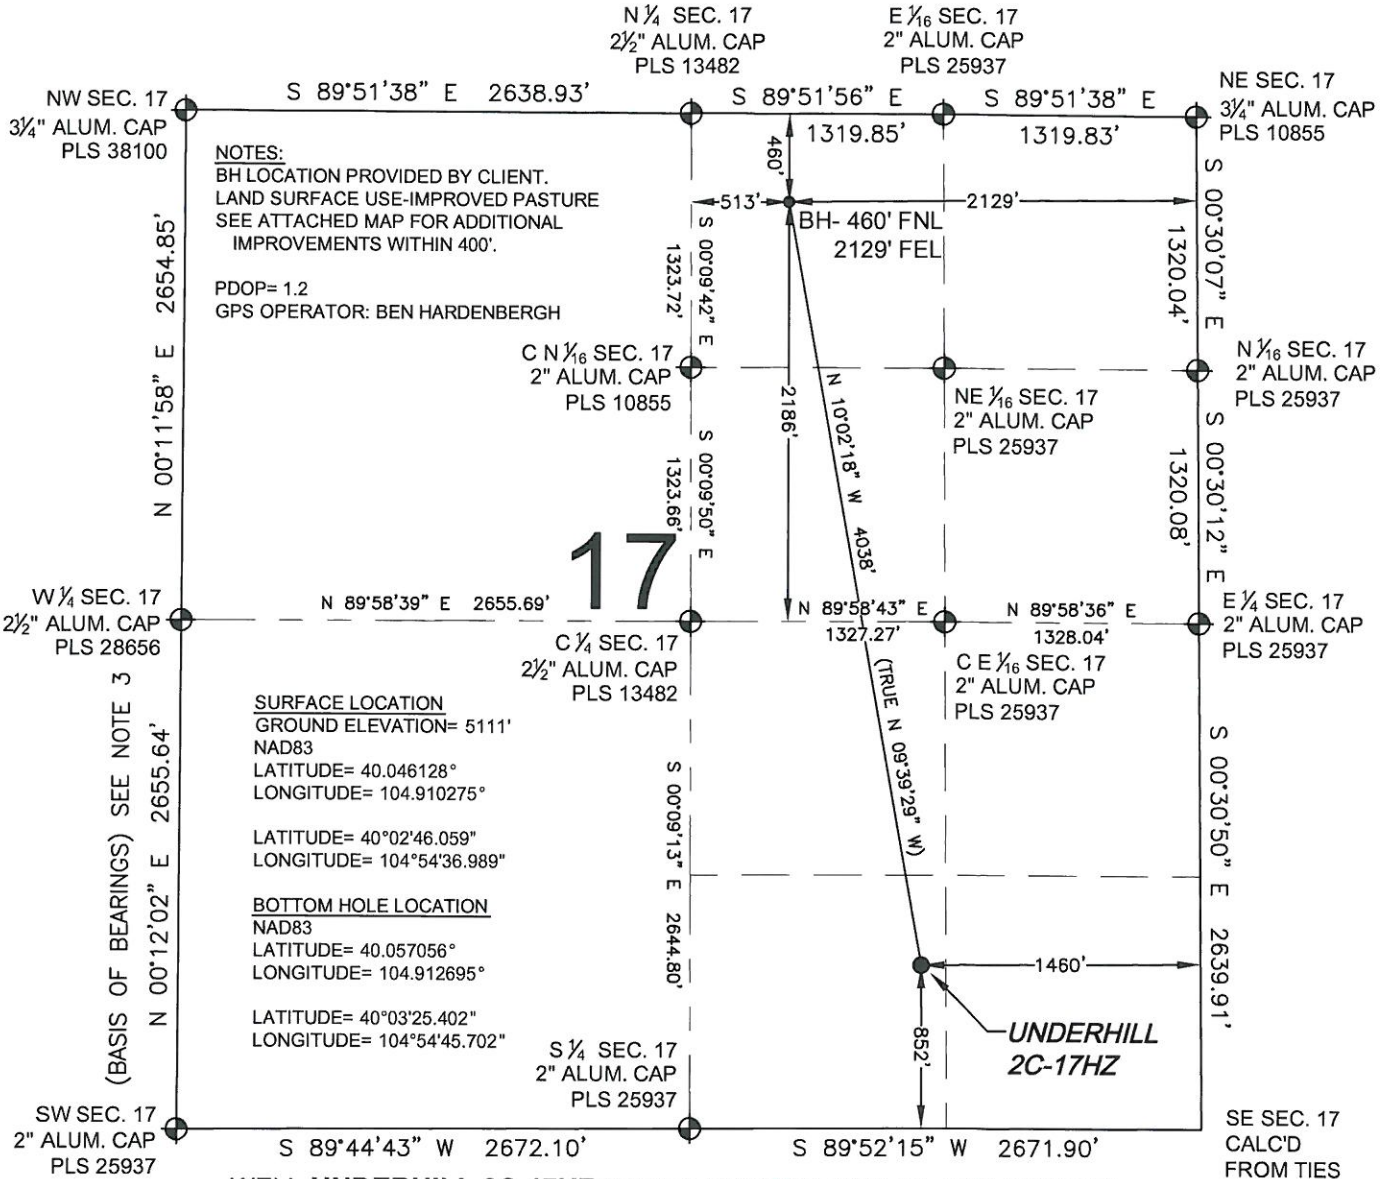 N 1/4 SEC. 17
2 1/2" ALUM. CAP
PLS 13482
E 1/16 SEC. 17
2" ALUM. CAP
PLS 25937
NW SEC. 17
3 1/4" ALUM. CAP
PLS 38100
S 89°51'38" E 2638.93'
S 89°51'56" E
1319.85'
S 89°51'38" E
1319.83'
NE SEC. 17
3 1/4" ALUM. CAP
PLS 10855
NOTES:
BH LOCATION PROVIDED BY CLIENT.
LAND SURFACE USE-IMPROVED PASTURE
SEE ATTACHED MAP FOR ADDITIONAL
IMPROVEMENTS WITHIN 400'.
PDOP= 1.2
GPS OPERATOR: BEN HARDENBERGH
460'
513'
2129'
BH- 460' FNL
2129' FEL
N 00°11'58" E 2654.85'
S 00°09'42" E
1323.72'
S 00°30'07" E
1320.04'
C N 1/16 SEC. 17
2" ALUM. CAP
PLS 10855
NE 1/16 SEC. 17
2" ALUM. CAP
PLS 25937
N 1/16 SEC. 17
2" ALUM. CAP
PLS 25937
2186'
N 10°02'18" W 4038'
(TRUE N 09°39'29" W)
S 00°09'50" E
1323.66'
S 00°30'12" E
1320.08'
17
W 1/4 SEC. 17
2 1/2" ALUM. CAP
PLS 28656
N 89°58'39" E 2655.69'
C 1/4 SEC. 17
2 1/2" ALUM. CAP
PLS 13482
N 89°58'43" E
1327.27'
N 89°58'36" E
1328.04'
C E 1/16 SEC. 17
2" ALUM. CAP
PLS 25937
E 1/4 SEC. 17
2" ALUM. CAP
PLS 25937
(BASIS OF BEARINGS) SEE NOTE 3
N 00°12'02" E 2655.64'
SURFACE LOCATION
GROUND ELEVATION= 5111'
NAD83
LATITUDE= 40.046128°
LONGITUDE= 104.910275°
LATITUDE= 40°02'46.059"
LONGITUDE= 104°54'36.989"
BOTTOM HOLE LOCATION
NAD83
LATITUDE= 40.057056°
LONGITUDE= 104.912695°
LATITUDE= 40°03'25.402"
LONGITUDE= 104°54'45.702"
S 00°09'13" E 2644.80'
S 00°30'50" E 2639.91'
1460'
852'
UNDERHILL
2C-17HZ
S 1/4 SEC. 17
2" ALUM. CAP
PLS 25937
SW SEC. 17
2" ALUM. CAP
PLS 25937
S 89°44'43" W 2672.10'
S 89°52'15" W 2671.90'
SE SEC. 17
CALC'D
FROM TIES